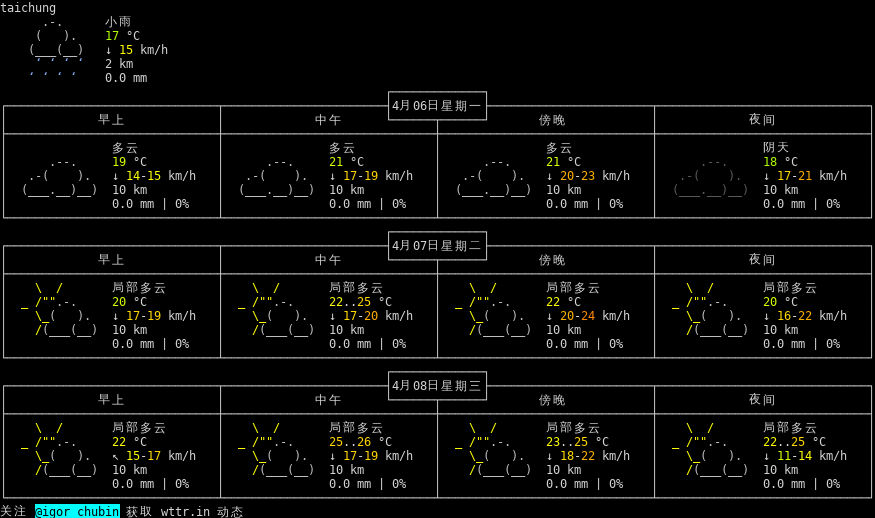 taichung
小雨
17 °C
↓ 15 km/h
2 km
0.0 mm
4月06日星期一
早上 中午 傍晚 夜间
多云 多云 多云 阴天
19 °C 21 °C 21 °C 18 °C
↓ 14-15 km/h ↓ 17-19 km/h ↓ 20-23 km/h ↓ 17-21 km/h
10 km 10 km 10 km 10 km
0.0 mm | 0% 0.0 mm | 0% 0.0 mm | 0% 0.0 mm | 0%
4月07日星期二
早上 中午 傍晚 夜间
局部多云 局部多云 局部多云 局部多云
20 °C 22..25 °C 22 °C 20 °C
↓ 17-19 km/h ↓ 17-20 km/h ↓ 20-24 km/h ↓ 16-22 km/h
10 km 10 km 10 km 10 km
0.0 mm | 0% 0.0 mm | 0% 0.0 mm | 0% 0.0 mm | 0%
4月08日星期三
早上 中午 傍晚 夜间
局部多云 局部多云 局部多云 局部多云
22 °C 25..26 °C 23..25 °C 22..25 °C
↖ 15-17 km/h ↓ 17-19 km/h ↓ 18-22 km/h ↓ 11-14 km/h
10 km 10 km 10 km 10 km
0.0 mm | 0% 0.0 mm | 0% 0.0 mm | 0% 0.0 mm | 0%
关注 @igor_chubin 获取 wttr.in 动态